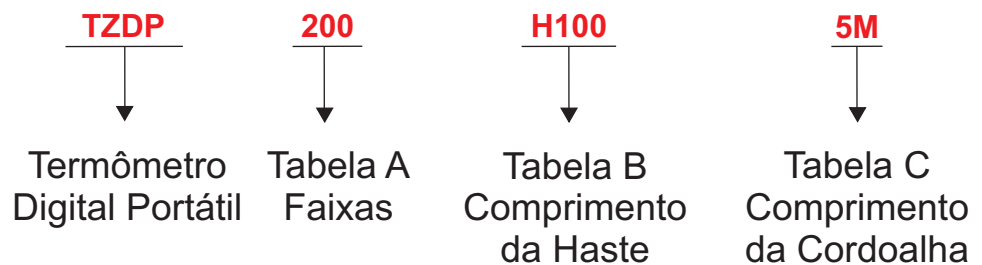 TZDP 200 H100 5M
Termômetro Tabela A Tabela B Tabela C
Digital Portátil Faixas Comprimento Comprimento
da Haste da Cordoalha